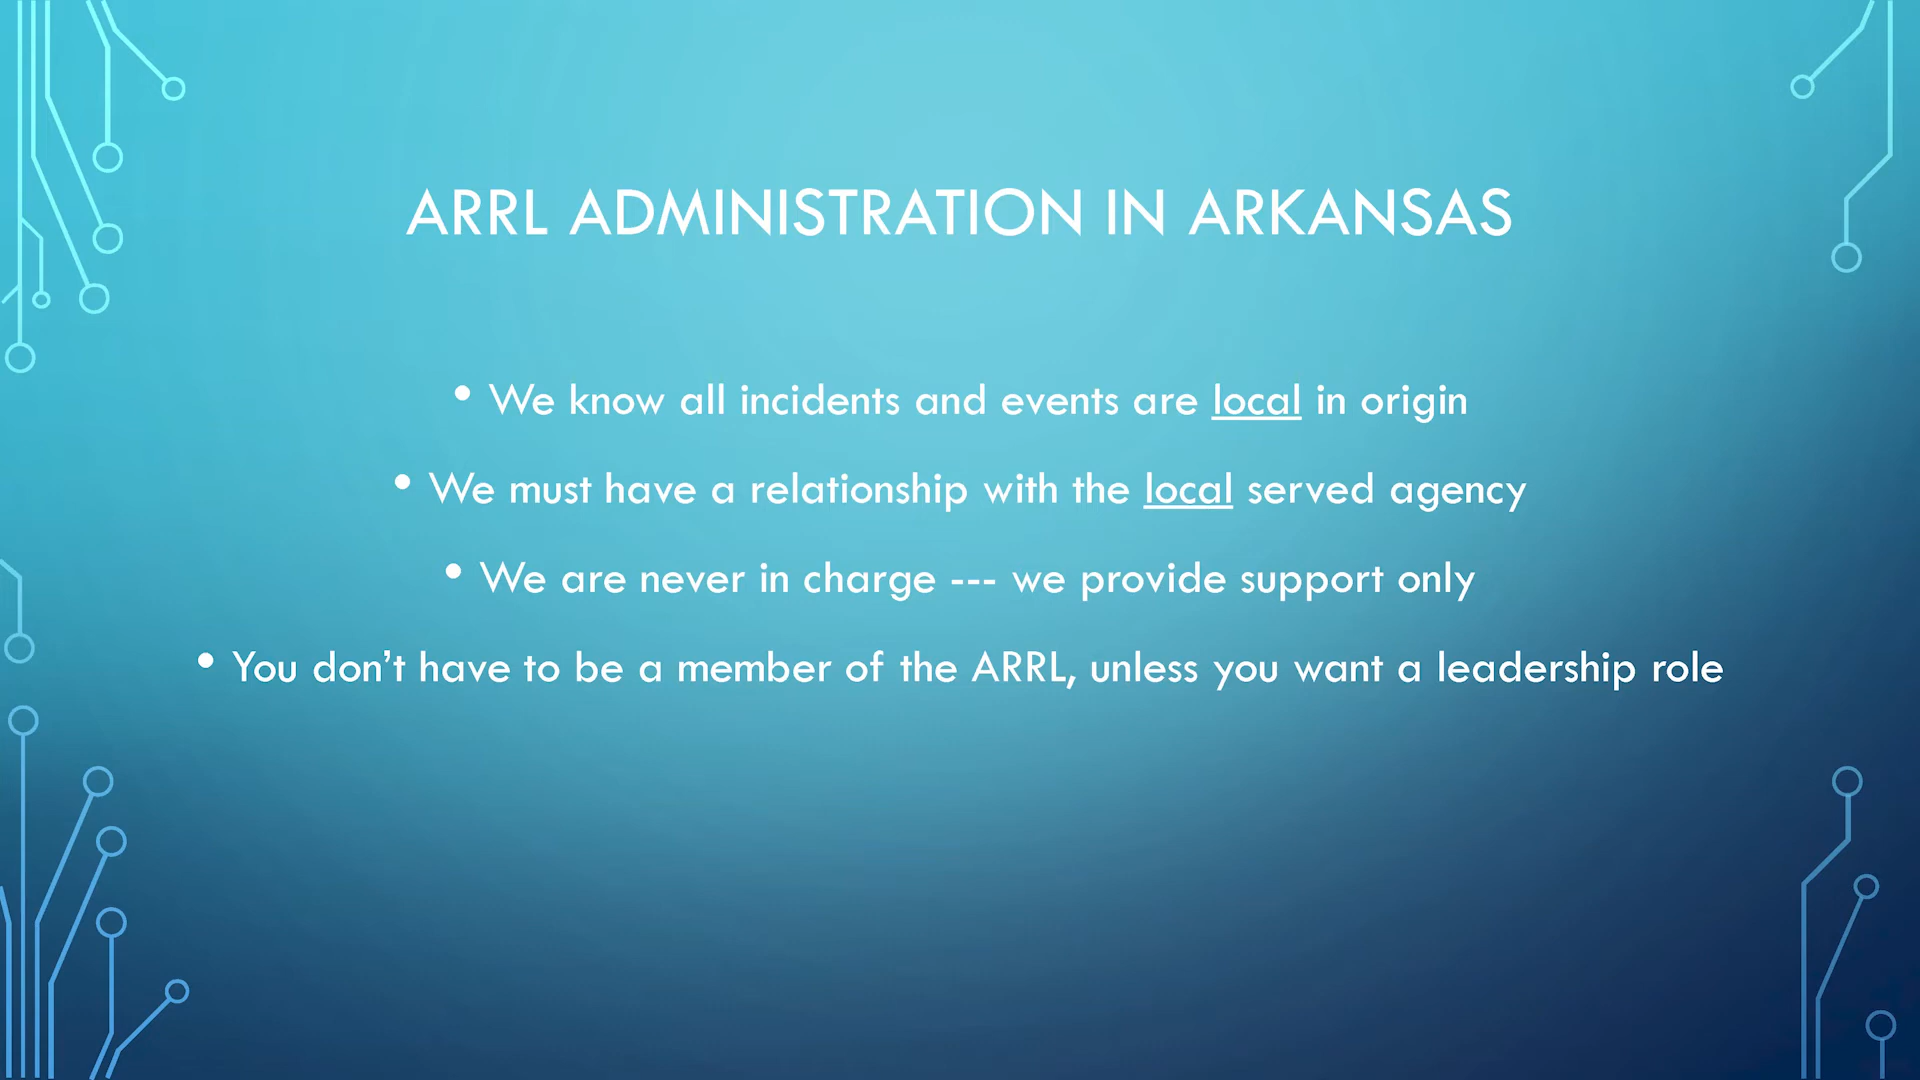 ARRL ADMINISTRATION IN ARKANSAS
• We know all incidents and events are local in origin
• We must have a relationship with the local served agency
• We are never in charge --- we provide support only
• You don’t have to be a member of the ARRL, unless you want a leadership role